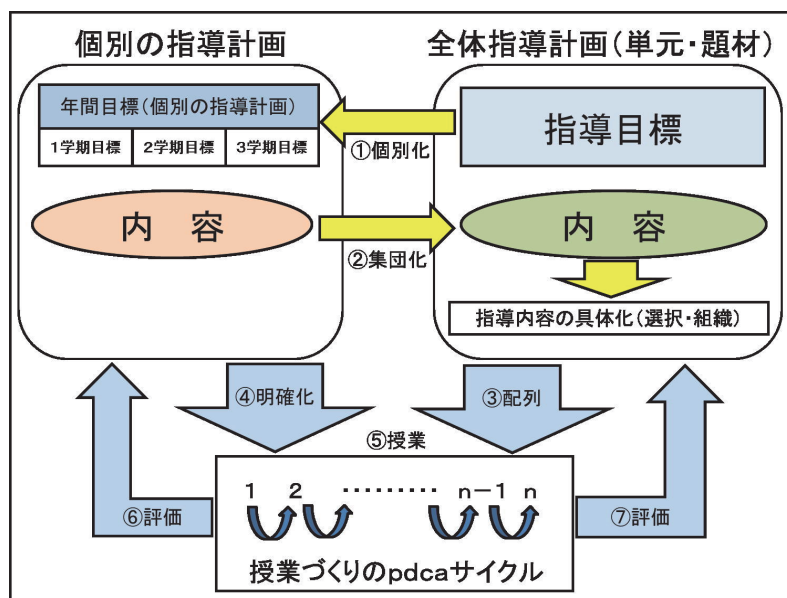 個別の指導計画
全体指導計画(単元・題材)
年間目標(個別の指導計画)
1学期目標 2学期目標 3学期目標
①個別化
指導目標
内 容
②集団化
内 容
指導内容の具体化(選択・組織)
④明確化
③配列
⑤授業
1 2 ……… n－1 n
⑥評価
⑦評価
授業づくりのpdcaサイクル